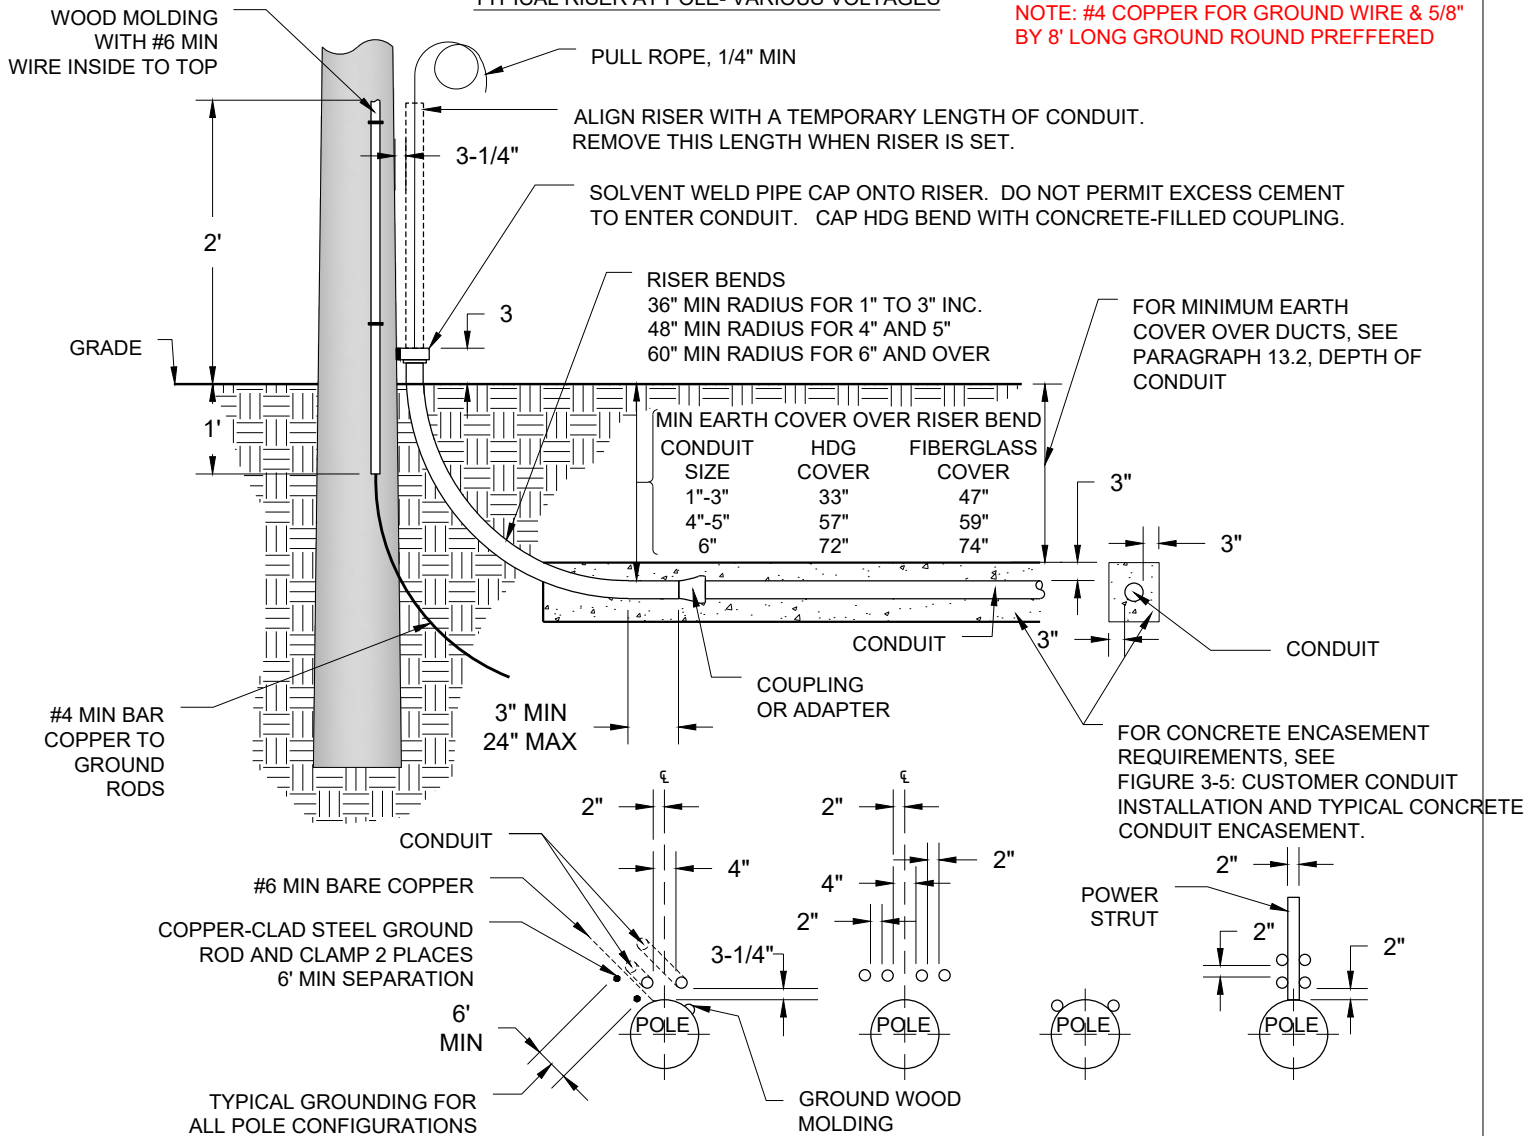 TYPICAL RISER AT POLE- VARIOUS VOLTAGES
NOTE: #4 COPPER FOR GROUND WIRE & 5/8"
BY 8' LONG GROUND ROUND PREFFERED
WOOD MOLDING
WITH #6 MIN
WIRE INSIDE TO TOP
PULL ROPE, 1/4" MIN
ALIGN RISER WITH A TEMPORARY LENGTH OF CONDUIT.
REMOVE THIS LENGTH WHEN RISER IS SET.
3-1/4"
SOLVENT WELD PIPE CAP ONTO RISER. DO NOT PERMIT EXCESS CEMENT
TO ENTER CONDUIT. CAP HDG BEND WITH CONCRETE-FILLED COUPLING.
2'
RISER BENDS
36" MIN RADIUS FOR 1" TO 3" INC.
48" MIN RADIUS FOR 4" AND 5"
60" MIN RADIUS FOR 6" AND OVER
3
FOR MINIMUM EARTH
COVER OVER DUCTS, SEE
PARAGRAPH 13.2, DEPTH OF
CONDUIT
GRADE
1'
MIN EARTH COVER OVER RISER BEND
CONDUIT HDG FIBERGLASS
SIZE COVER COVER
1"-3" 33" 47"
4"-5" 57" 59"
6" 72" 74"
3"
3"
3"
CONDUIT
CONDUIT
COUPLING
OR ADAPTER
3" MIN
24" MAX
#4 MIN BAR
COPPER TO
GROUND
RODS
FOR CONCRETE ENCASEMENT
REQUIREMENTS, SEE
FIGURE 3-5: CUSTOMER CONDUIT
INSTALLATION AND TYPICAL CONCRETE
CONDUIT ENCASEMENT.
℄
℄
2"
2"
CONDUIT
4"
2"
2"
#6 MIN BARE COPPER
4"
POWER
STRUT
COPPER-CLAD STEEL GROUND
ROD AND CLAMP 2 PLACES
6' MIN SEPARATION
2"
3-1/4"
2"
2"
6'
MIN
POLE
POLE
POLE
POLE
TYPICAL GROUNDING FOR
ALL POLE CONFIGURATIONS
GROUND WOOD
MOLDING